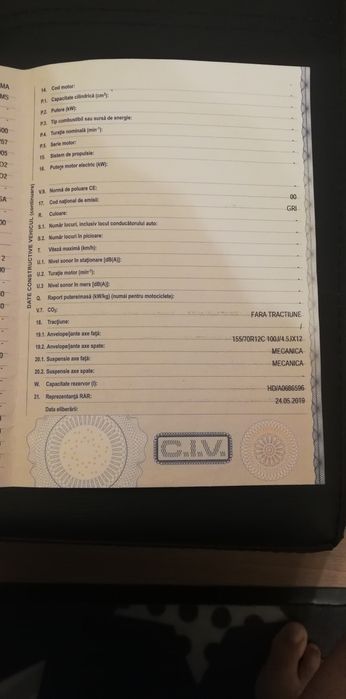 14. Cod motor: -
P.1. Capacitate cilindrică (cm³): -
P.2. Putere (kW): -
P.3. Tip combustibil sau sursă de energie: -
P.4. Turație nominală (min⁻¹): -
P.5. Serie motor: -
15. Sistem de propulsie: -
16. Putere motor electric (kW): -
V.9. Normă de poluare CE: -
17. Cod național de emisii: 00
R. Culoare: GRI
S.1. Număr locuri, inclusiv locul conducătorului auto: -
S.2. Număr locuri în picioare: -
T. Viteză maximă (km/h): -
U.1. Nivel sonor în staționare [dB(A)]: -
U.2. Turație motor (min⁻¹): -
U.3 Nivel sonor în mers [dB(A)]: -
Q. Raport putere/masă (kW/kg) (numai pentru motociclete): -
V.7. CO₂: -
18. Tracțiune: FARA TRACTIUNE
19.1. Anvelope/jante axe față: /
19.2. Anvelope/jante axe spate: 155/70R12C 100J/4.5JX12
20.1. Suspensie axe față: MECANICA
20.2. Suspensie axe spate: MECANICA
W. Capacitate rezervor (l): -
21. Reprezentanță RAR: HD/A0686596
Data eliberării: 24.05.2019
DATE CONSTRUCTIVE VEHICUL (continuare)
C.I.V.